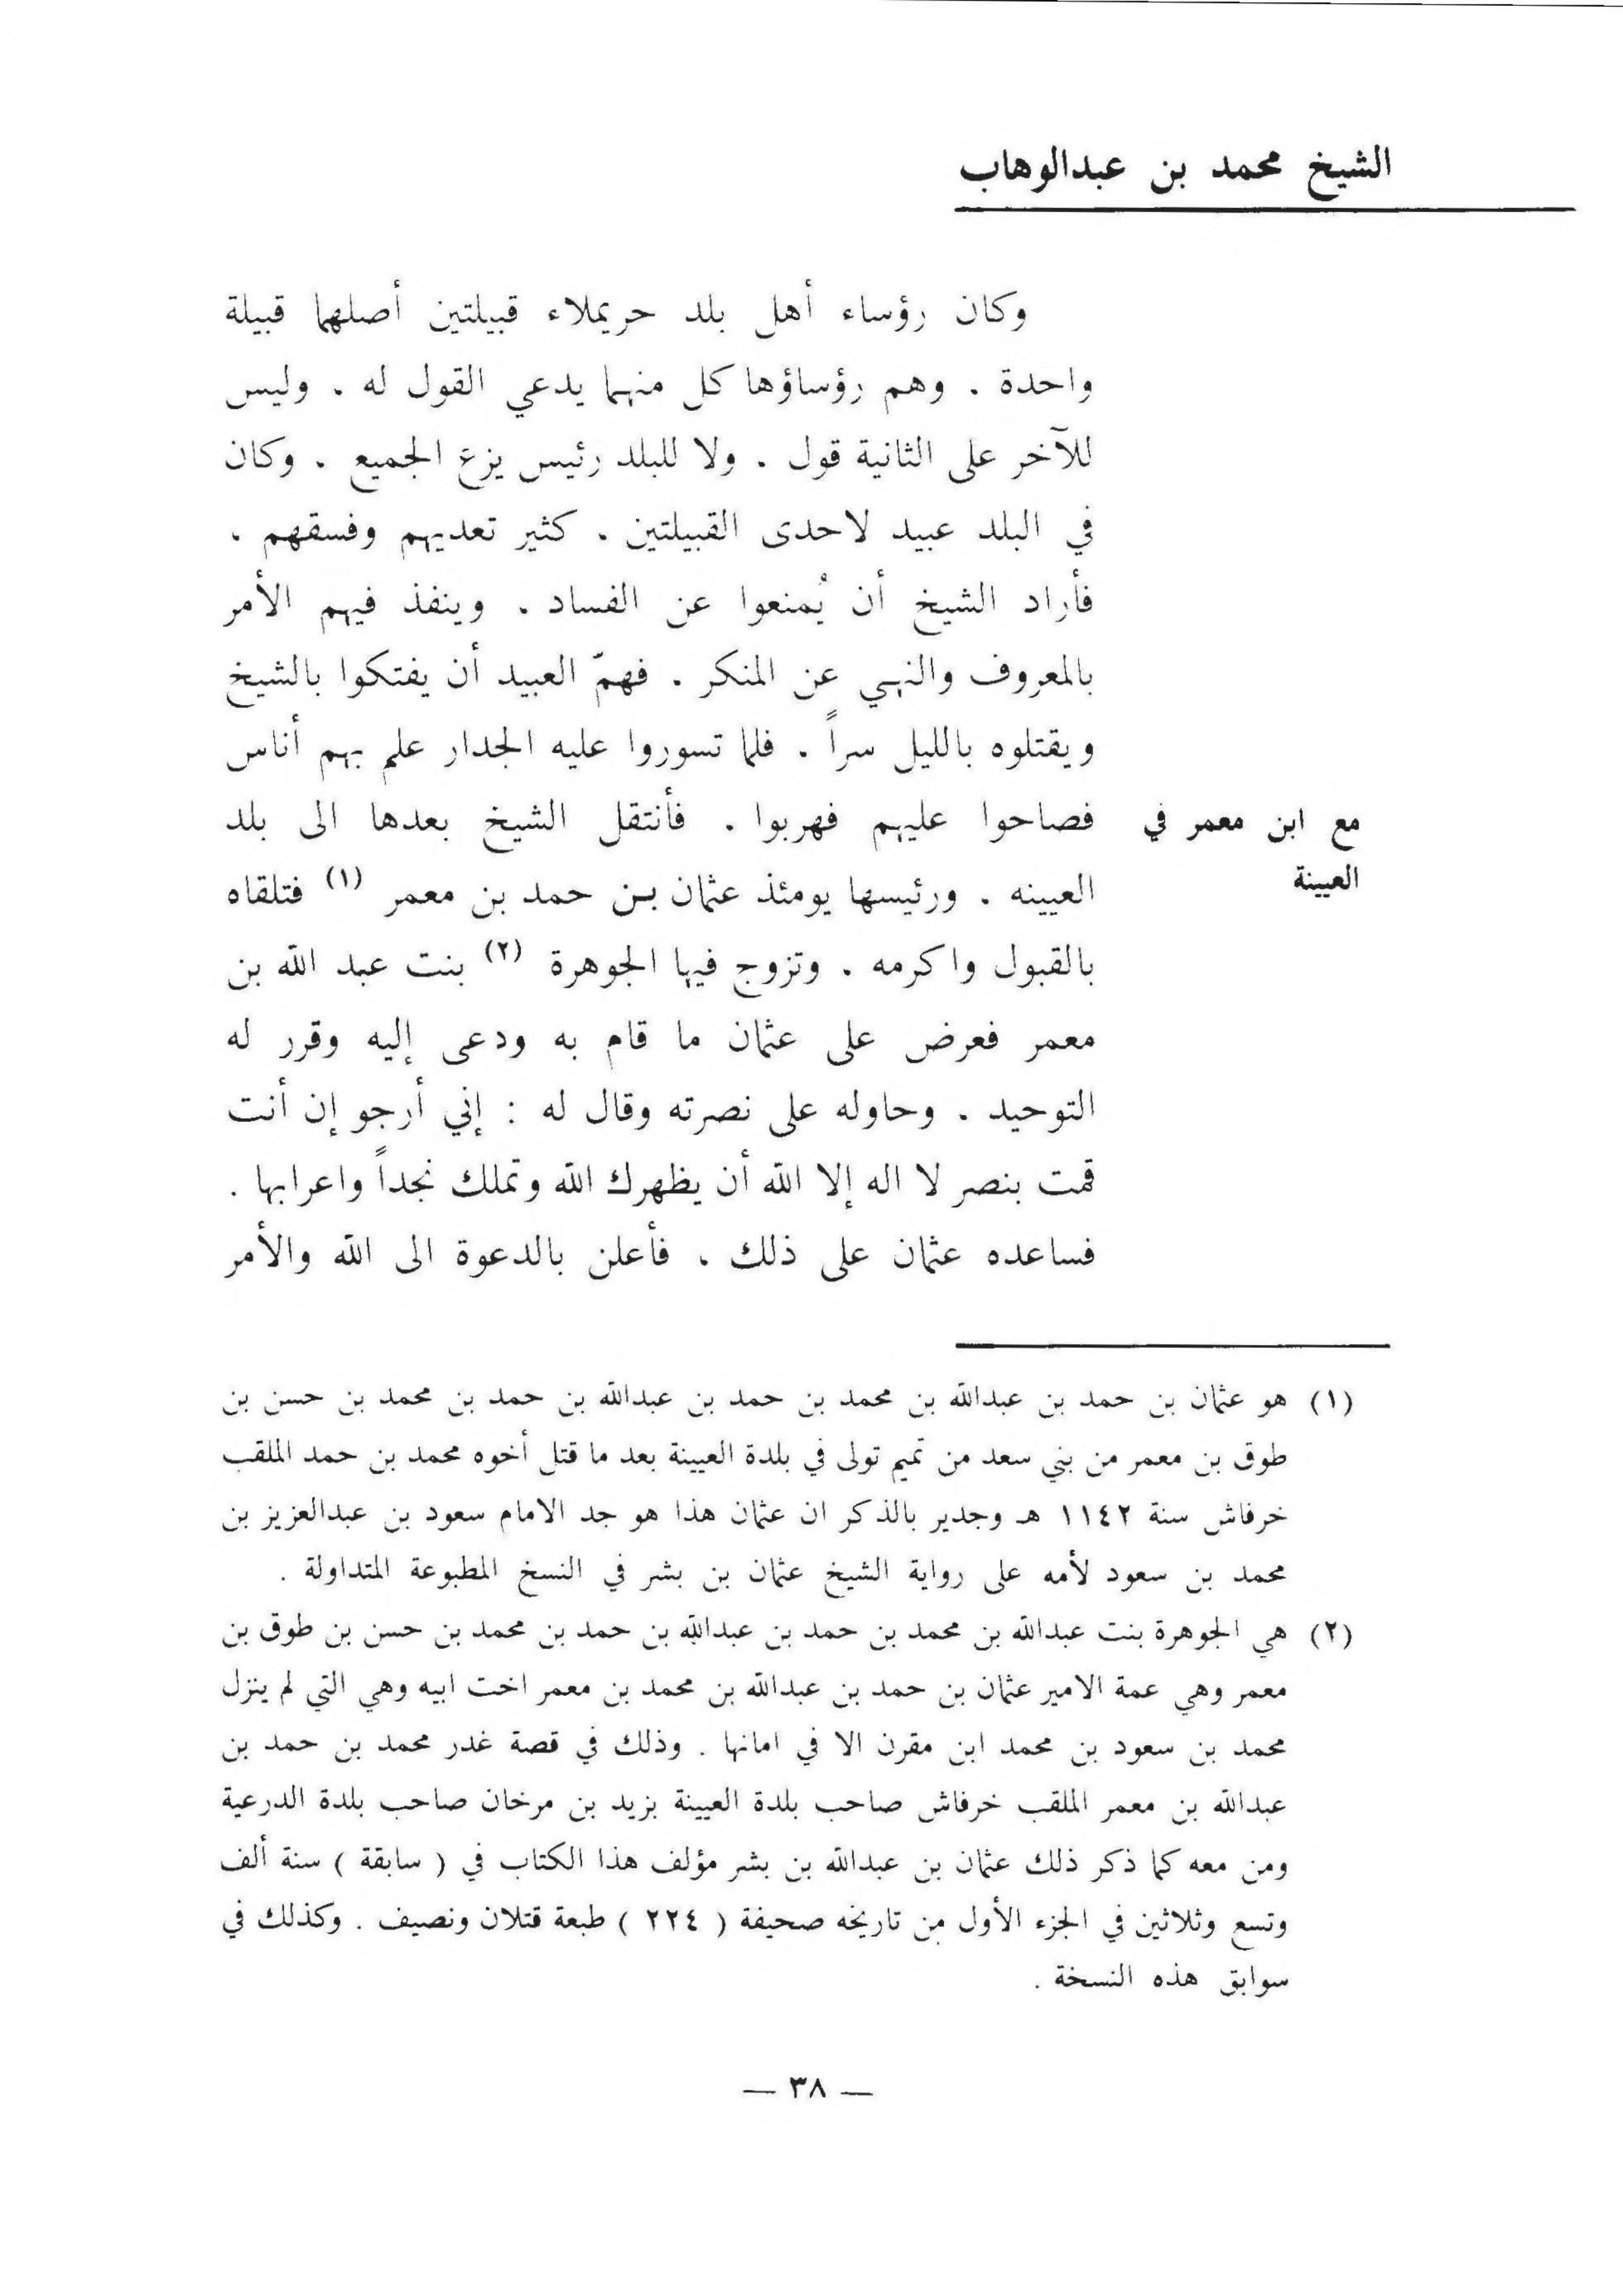 الشيخ محمد بن عبدالوهاب
وكان رؤساء أهل بلد حريملاء قبيلتين أصلهما قبيلة
واحدة . وهم رؤساؤها كل منهما يدعي القول له . وليس
للآخر على الثانية قول . ولا للبلد رئيس يزع الجميع . وكان
في البلد عبيد لاحدى القبيلتين . كثير تعديهم وفسقهم .
فأراد الشيخ أن يُمنعوا عن الفساد . وينفذ فيهم الأمر
بالمعروف والنهي عن المنكر . فهمّ العبيد أن يفتكوا بالشيخ
ويقتلوه بالليل سراً . فلما تسوروا عليه الجدار علم بهم أناس
فصاحوا عليهم فهربوا . فأنتقل الشيخ بعدها الى بلد
مع ابن معمر في
العيينة
العيينه . ورئيسها يومئذ عثمان بن حمد بن معمر (١) فتلقاه
بالقبول واكرمه . وتزوج فيها الجوهرة (٢) بنت عبد الله بن
معمر فعرض على عثمان ما قام به ودعى إليه وقرر له
التوحيد . وحاوله على نصرته وقال له : إني أرجو إن أنت
قمت بنصر لا اله إلا الله أن يظهرك الله وتملك نجداً واعرابها .
فساعده عثمان على ذلك ، فأعلن بالدعوة الى الله والأمر
(١) هو عثمان بن حمد بن عبدالله بن محمد بن حمد بن عبدالله بن حمد بن محمد بن حسن بن
طوق بن معمر من بني سعد من تميم تولى في بلدة العيينة بعد ما قتل أخوه محمد بن حمد الملقب
خرفاش سنة ١١٤٢ هـ وجدير بالذكر ان عثمان هذا هو جد الامام سعود بن عبدالعزيز بن
محمد بن سعود لأمه على رواية الشيخ عثمان بن بشر في النسخ المطبوعة المتداولة .
(٢) هي الجوهرة بنت عبدالله بن محمد بن حمد بن عبدالله بن حمد بن محمد بن حسن بن طوق بن
معمر وهي عمة الامير عثمان بن حمد بن عبدالله بن محمد بن معمر اخت ابيه وهي التي لم ينزل
محمد بن سعود بن محمد ابن مقرن الا في امانها . وذلك في قصة غدر محمد بن حمد بن
عبدالله بن معمر الملقب خرفاش صاحب بلدة العيينة بزيد بن مرخان صاحب بلدة الدرعية
ومن معه كما ذكر ذلك عثمان بن عبدالله بن بشر مؤلف هذا الكتاب في ( سابقة ) سنة ألف
وتسع وثلاثين في الجزء الأول من تاريخه صحيفة ( ٢٢٤ ) طبعة قتلان ونصيف . وكذلك في
سوابق هذه النسخة .
— ٣٨ —